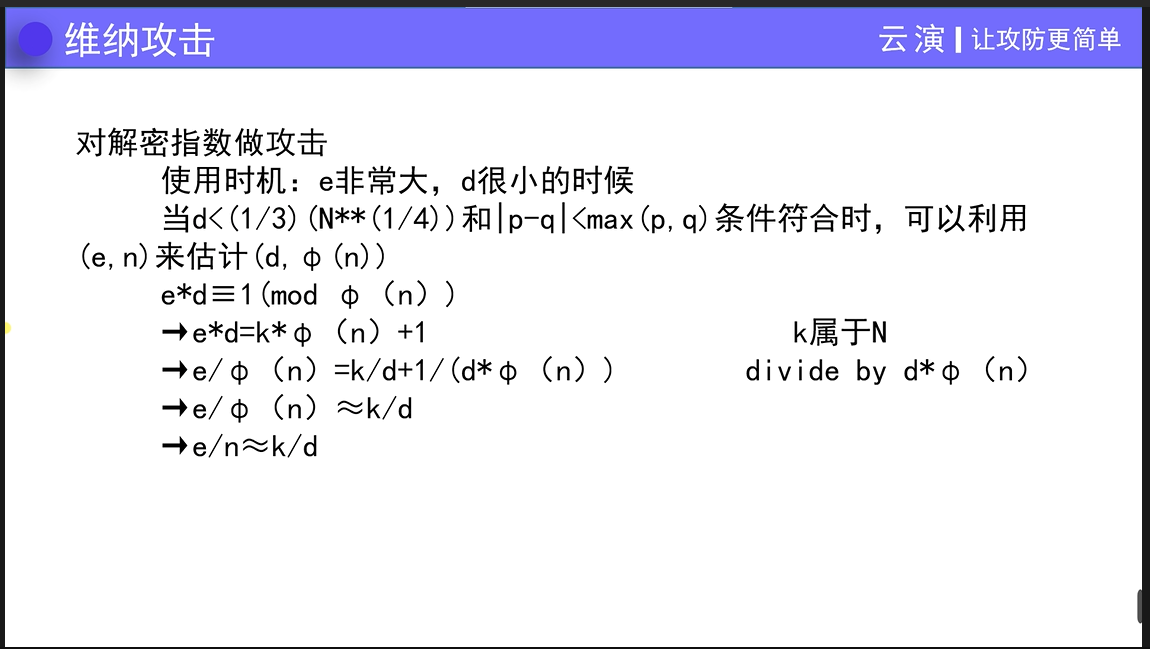 维纳攻击
云演|让攻防更简单
对解密指数做攻击
使用时机：e非常大，d很小的时候
当d<(1/3)(N**(1/4))和|p-q|<max(p,q)条件符合时，可以利用
(e,n)来估计(d,φ(n))
e*d≡1(mod φ（n）)
→e*d=k*φ（n）+1 k属于N
→e/φ（n）=k/d+1/(d*φ（n）) divide by d*φ（n）
→e/φ（n）≈k/d
→e/n≈k/d